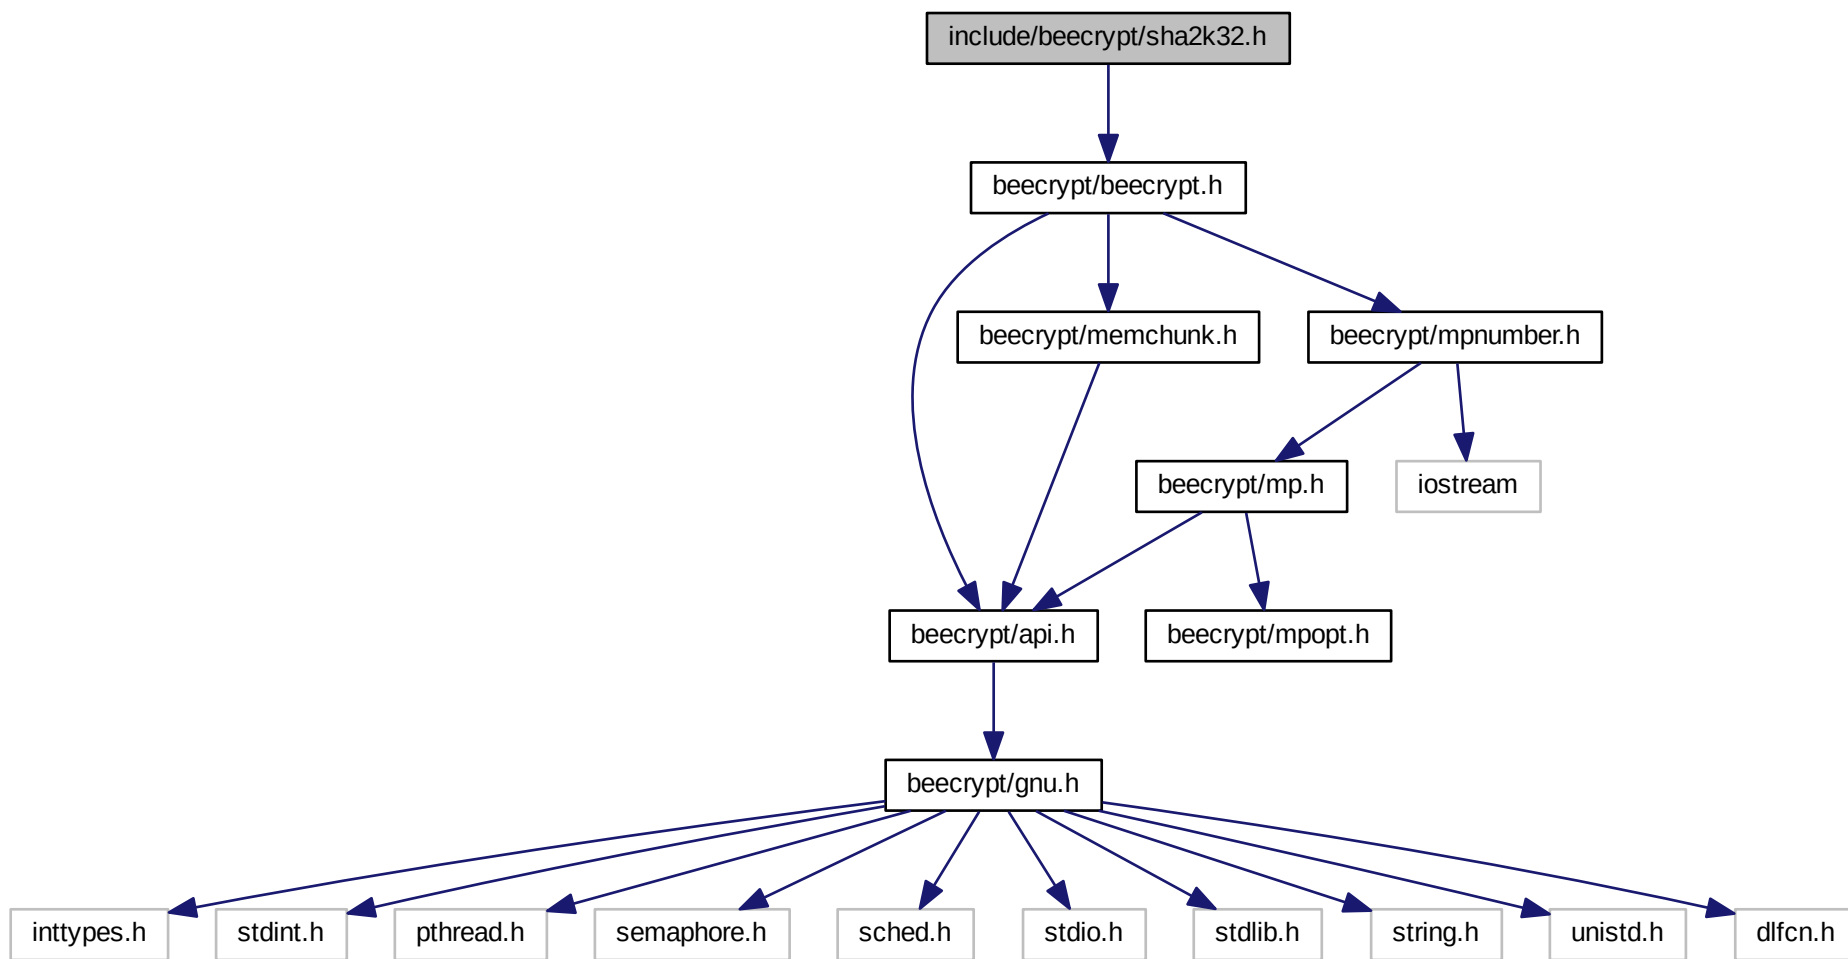 include/beecrypt/sha2k32.h
beecrypt/beecrypt.h
beecrypt/memchunk.h
beecrypt/mpnumber.h
beecrypt/mp.h
iostream
beecrypt/api.h
beecrypt/mpopt.h
beecrypt/gnu.h
inttypes.h
stdint.h
pthread.h
semaphore.h
sched.h
stdio.h
stdlib.h
string.h
unistd.h
dlfcn.h